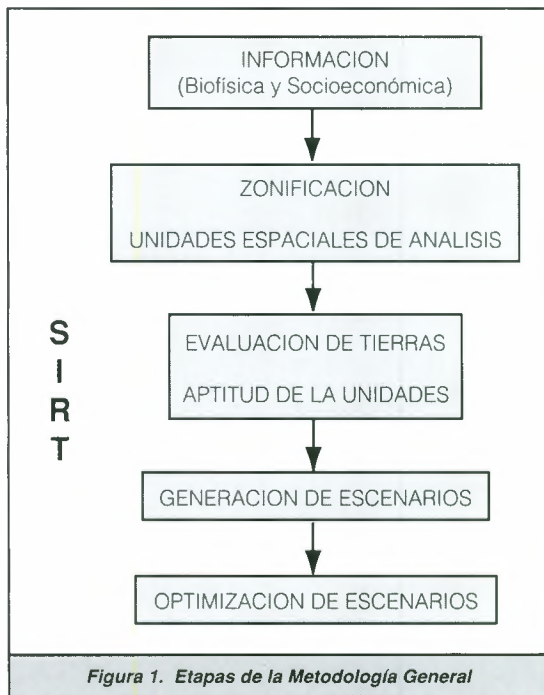 INFORMACION
(Biofísica y Socioeconómica)
ZONIFICACION
UNIDADES ESPACIALES DE ANALISIS
S
I
R
T
EVALUACION DE TIERRAS
APTITUD DE LA UNIDADES
GENERACION DE ESCENARIOS
OPTIMIZACION DE ESCENARIOS
Figura 1. Etapas de la Metodología General